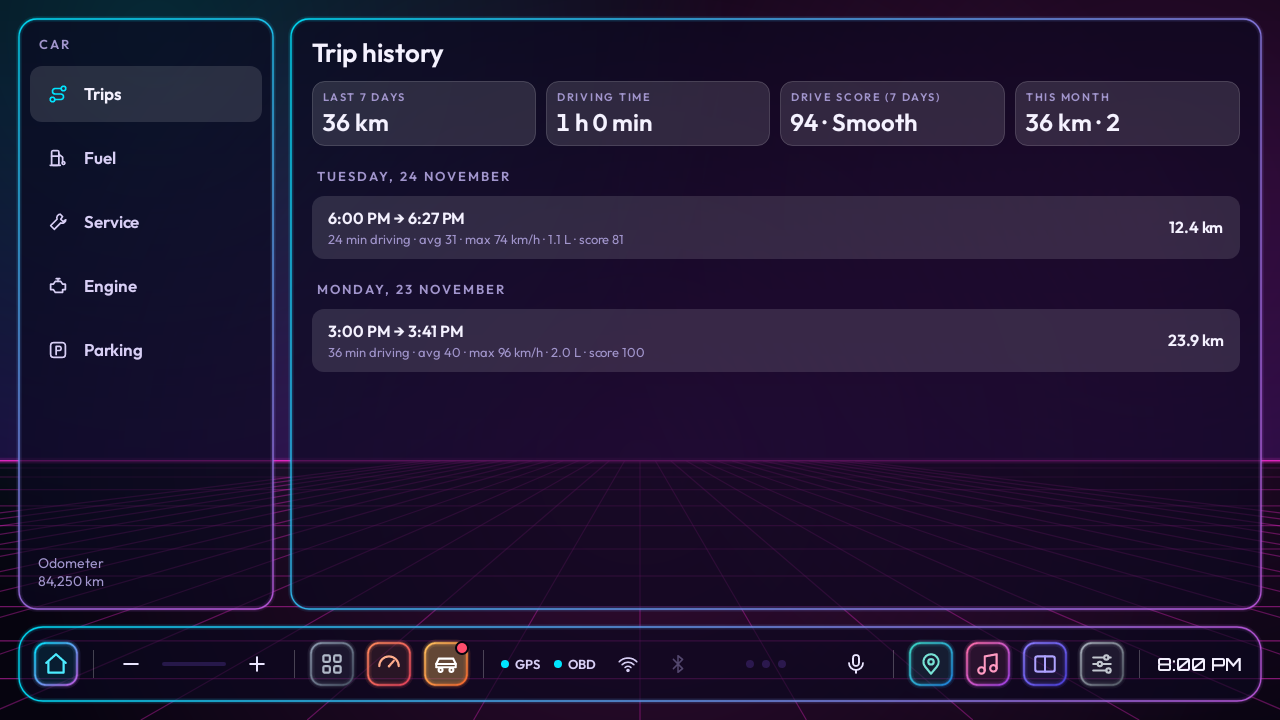 CAR
Trips
Fuel
Service
Engine
Parking
Odometer
84,250 km
Trip history
LAST 7 DAYS
36 km
DRIVING TIME
1 h 0 min
DRIVE SCORE (7 DAYS)
94 · Smooth
THIS MONTH
36 km · 2
TUESDAY, 24 NOVEMBER
6:00 PM → 6:27 PM
24 min driving · avg 31 · max 74 km/h · 1.1 L · score 81
12.4 km
MONDAY, 23 NOVEMBER
3:00 PM → 3:41 PM
36 min driving · avg 40 · max 96 km/h · 2.0 L · score 100
23.9 km
GPS
OBD
8:00 PM